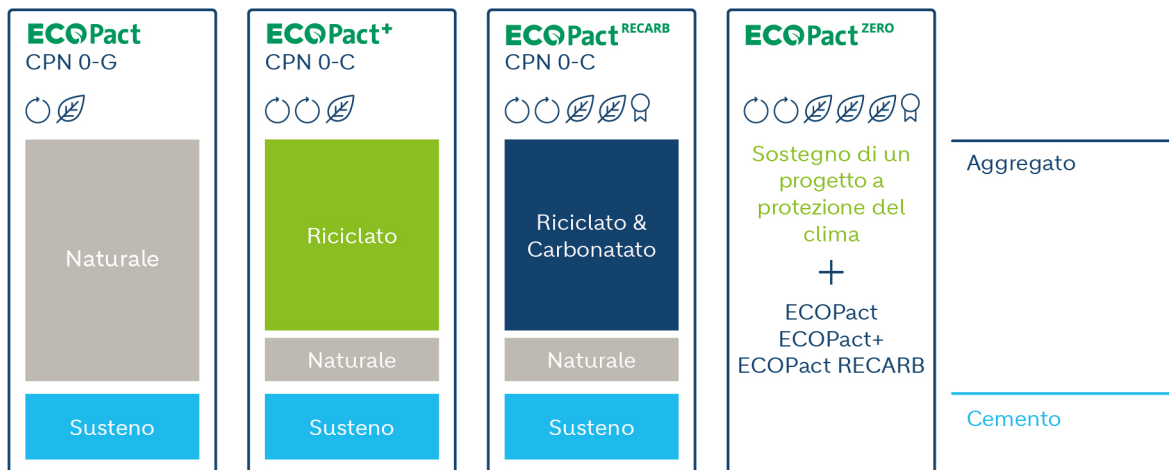 ECOPact
CPN 0-G
Naturale
Susteno
ECOPact+
CPN 0-C
Riciclato
Naturale
Susteno
ECOPact RECARB
CPN 0-C
Riciclato &
Carbonatato
Naturale
Susteno
ECOPact ZERO
Sostegno di un
progetto a
protezione del
clima
+
ECOPact
ECOPact+
ECOPact RECARB
Aggregato
Cemento